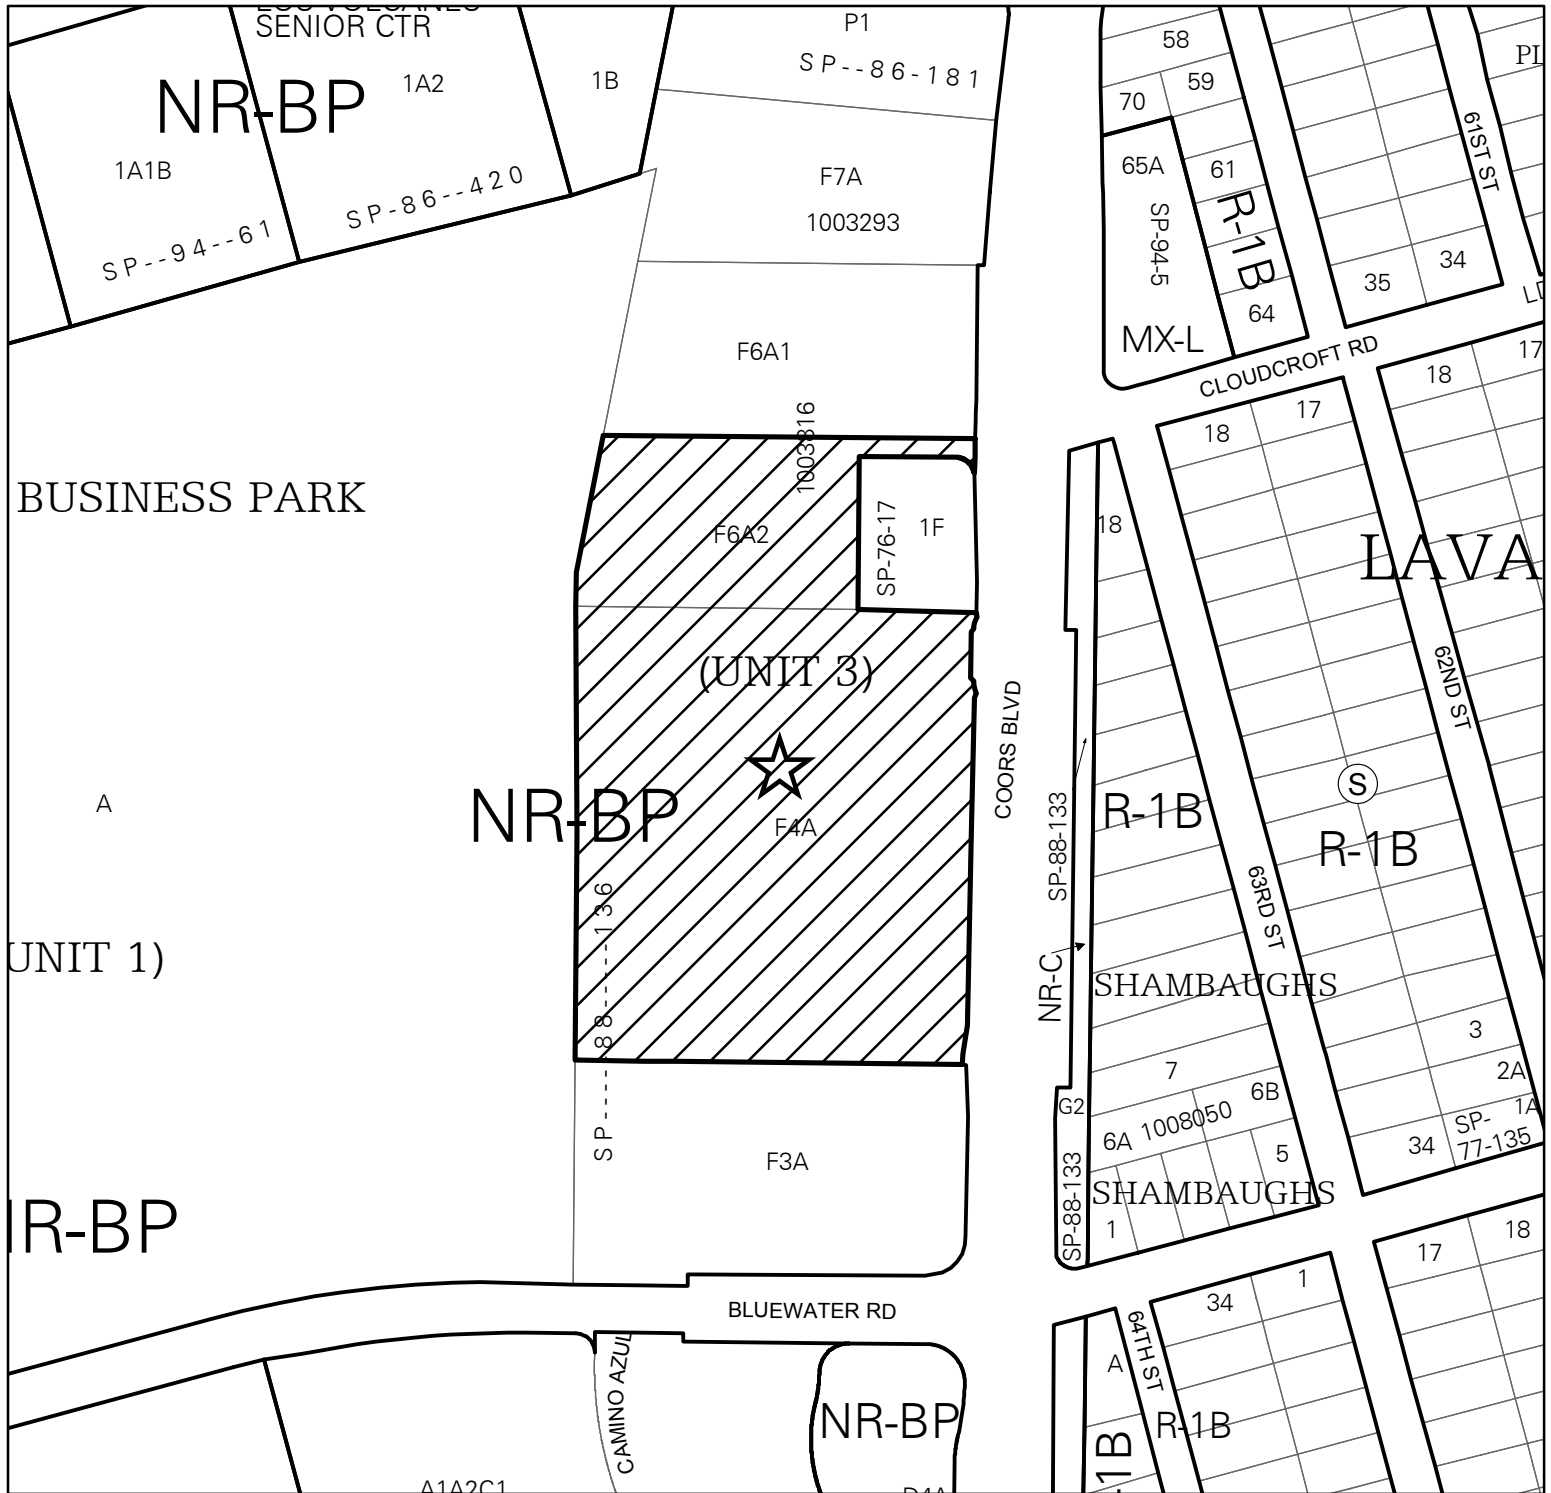 SENIOR CTR
NR-BP
1A2
1B
1A1B
SP-86--420
SP--94--61
P1
SP--86-181
F7A
1003293
F6A1
1003816
F6A2
SP-76-17
1F
(UNIT 3)
NR-BP
F4A
SP -----88-----136
F3A
BUSINESS PARK
A
UNIT 1)
NR-BP
BLUEWATER RD
CAMINO AZUL
NR-BP
A1A2C1
COORS BLVD
58
59
70
65A
61
SP-94-5
R-1B
64
MX-L
61ST ST
35
34
CLOUDCROFT RD
17
18
17
18
18
LAVA
62ND ST
S
R-1B
R-1B
SP-88-133
63RD ST
NR-C
SHAMBAUGHS
3
2A
1A
7
6B
G2
6A
1008050
5
34
SP-
77-135
SP-88-133
SHAMBAUGHS
1
1
34
17
18
64TH ST
A
R-1B
-1B